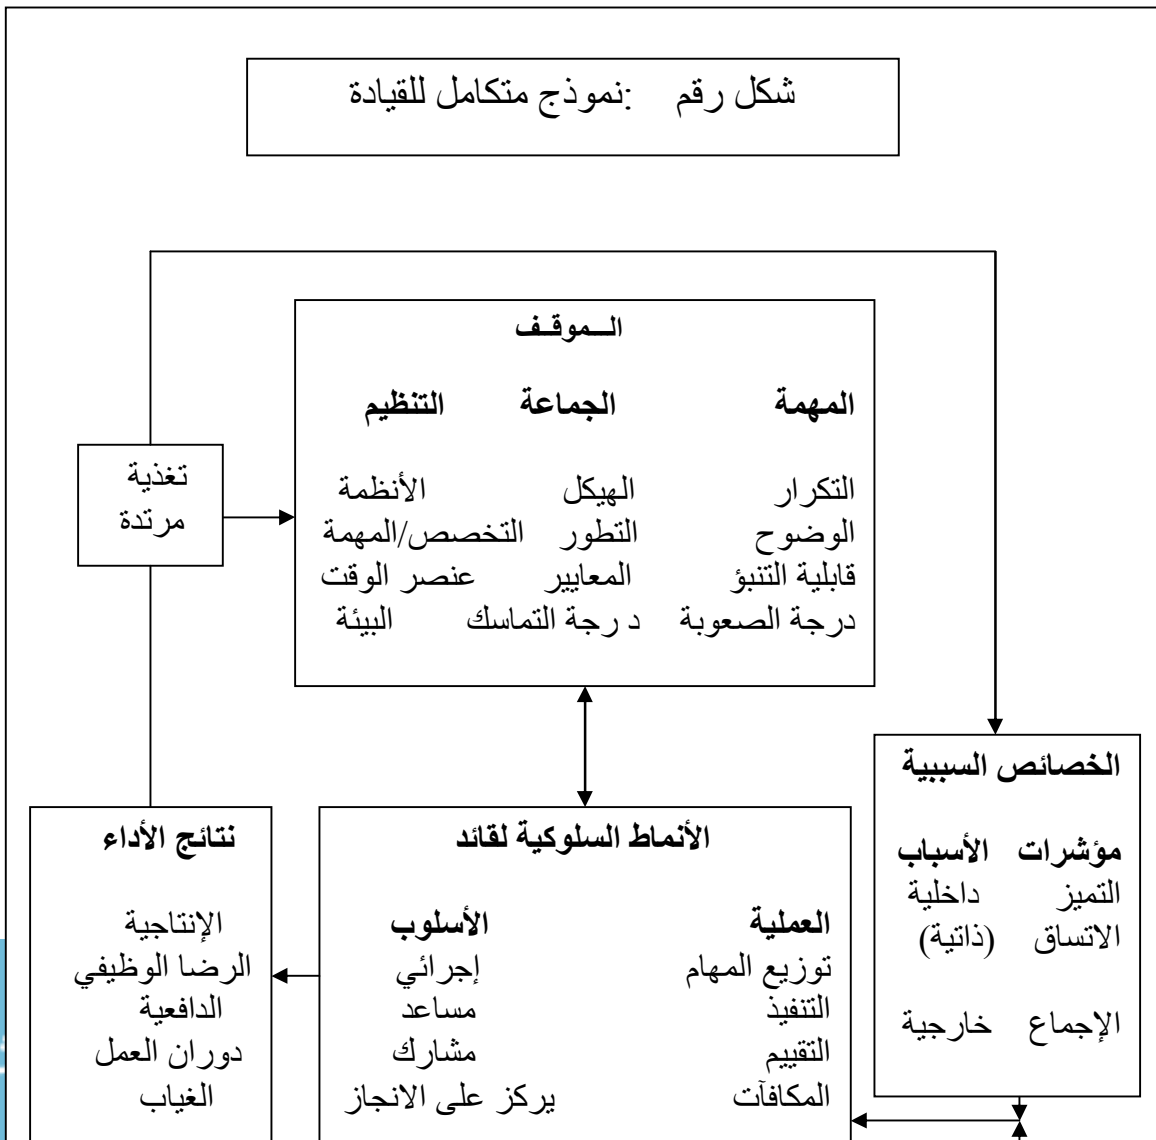 شكل رقم :نموذج متكامل للقيادة
الـــموقــف
المهمة الجماعة التنظيم
التكرار الهيكل الأنظمة
الوضوح التطور التخصص/المهمة
قابلية التنبؤ المعايير عنصر الوقت
درجة الصعوبة د رجة التماسك البيئة
تغذية
مرتدة
الخصائص السببية
مؤشرات الأسباب
التميز داخلية
الاتساق (ذاتية)
الإجماع خارجية
الأنماط السلوكية لقائد
العملية الأسلوب
توزيع المهام إجرائي
التنفيذ مساعد
التقييم مشارك
المكافآت يركز على الانجاز
نتائج الأداء
الإنتاجية
الرضا الوظيفي
الدافعية
دوران العمل
الغياب